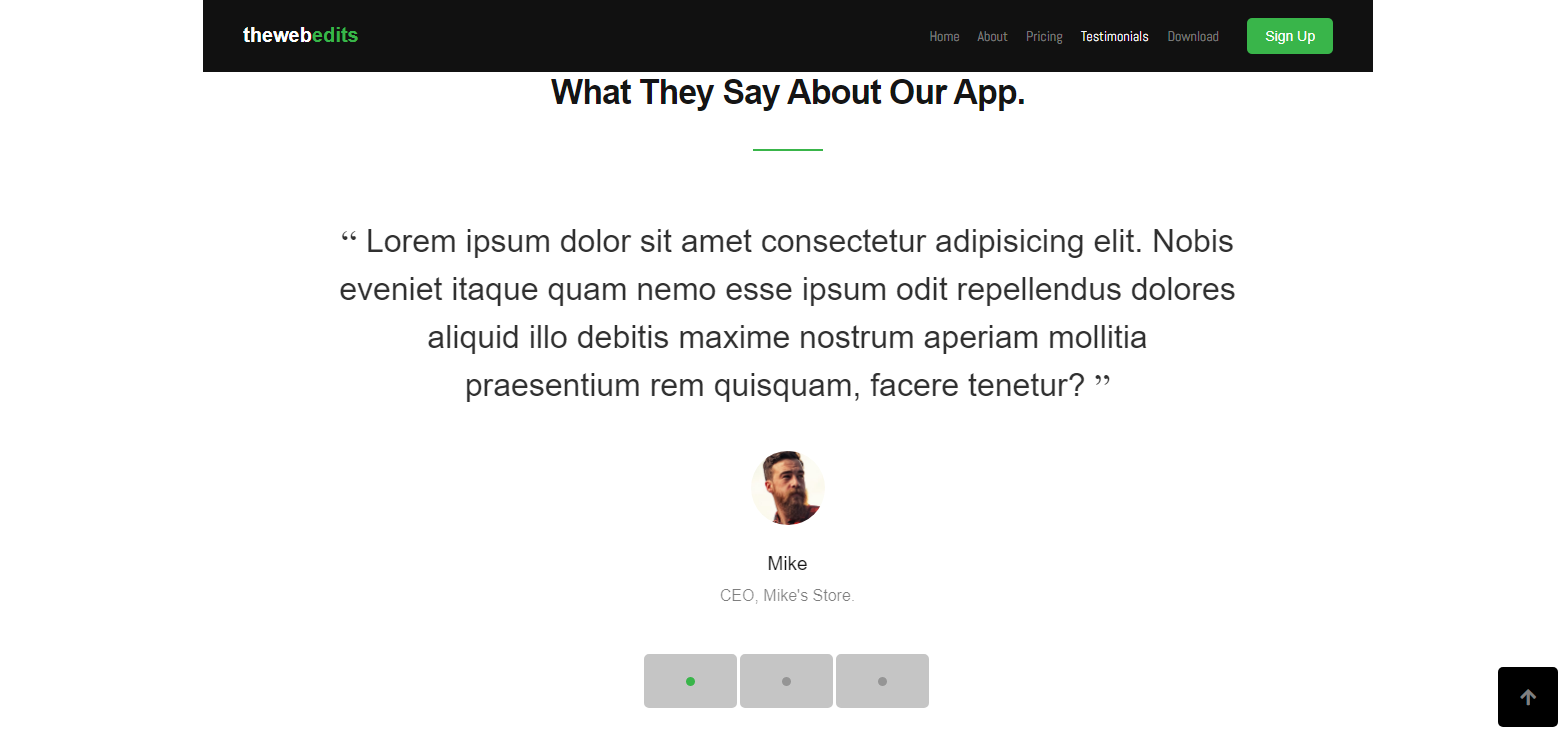 thewebedits Home About Pricing Testimonials Download Sign Up
What They Say About Our App.
“ Lorem ipsum dolor sit amet consectetur adipisicing elit. Nobis
eveniet itaque quam nemo esse ipsum odit repellendus dolores
aliquid illo debitis maxime nostrum aperiam mollitia
praesentium rem quisquam, facere tenetur? ”
Mike
CEO, Mike's Store.